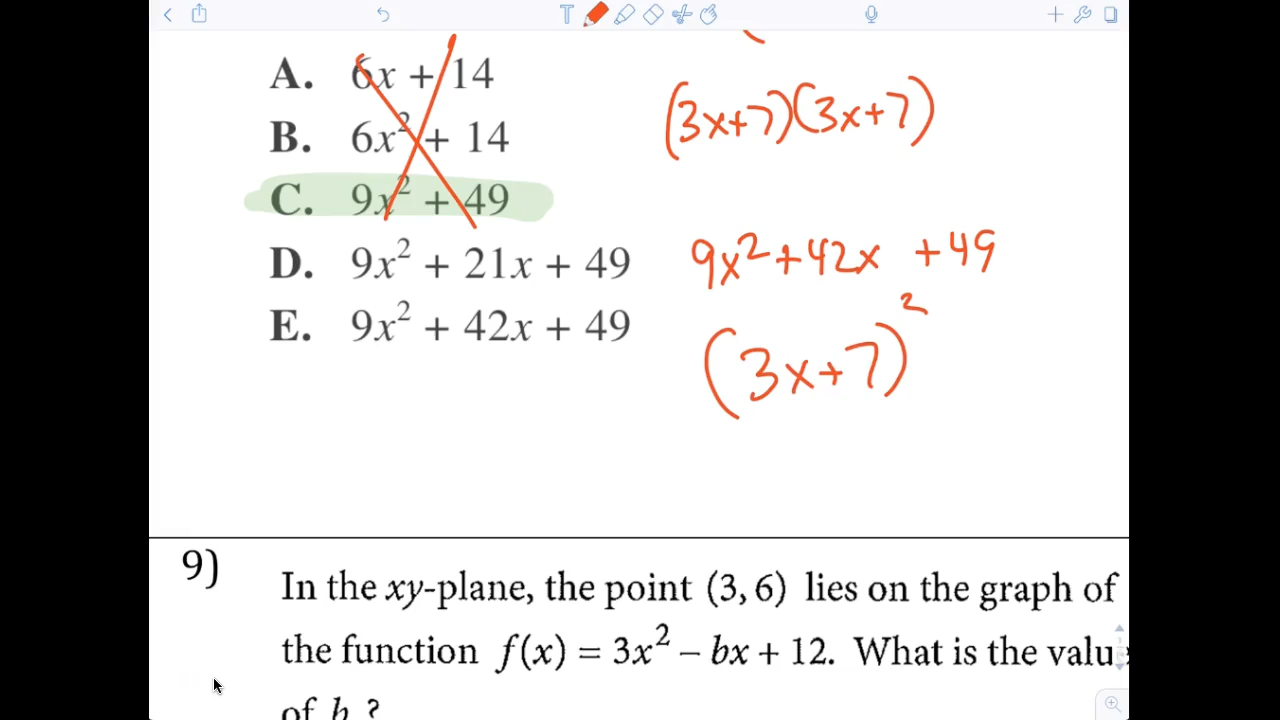 A. 6x + 14
B. 6x² + 14
C. 9x² + 49
D. 9x² + 21x + 49
E. 9x² + 42x + 49
(3x+7)(3x+7)
9x²+42x +49
(3x+7)²
9)
In the xy-plane, the point (3, 6) lies on the graph of
the function f(x) = 3x² − bx + 12. What is the valu
of b ?